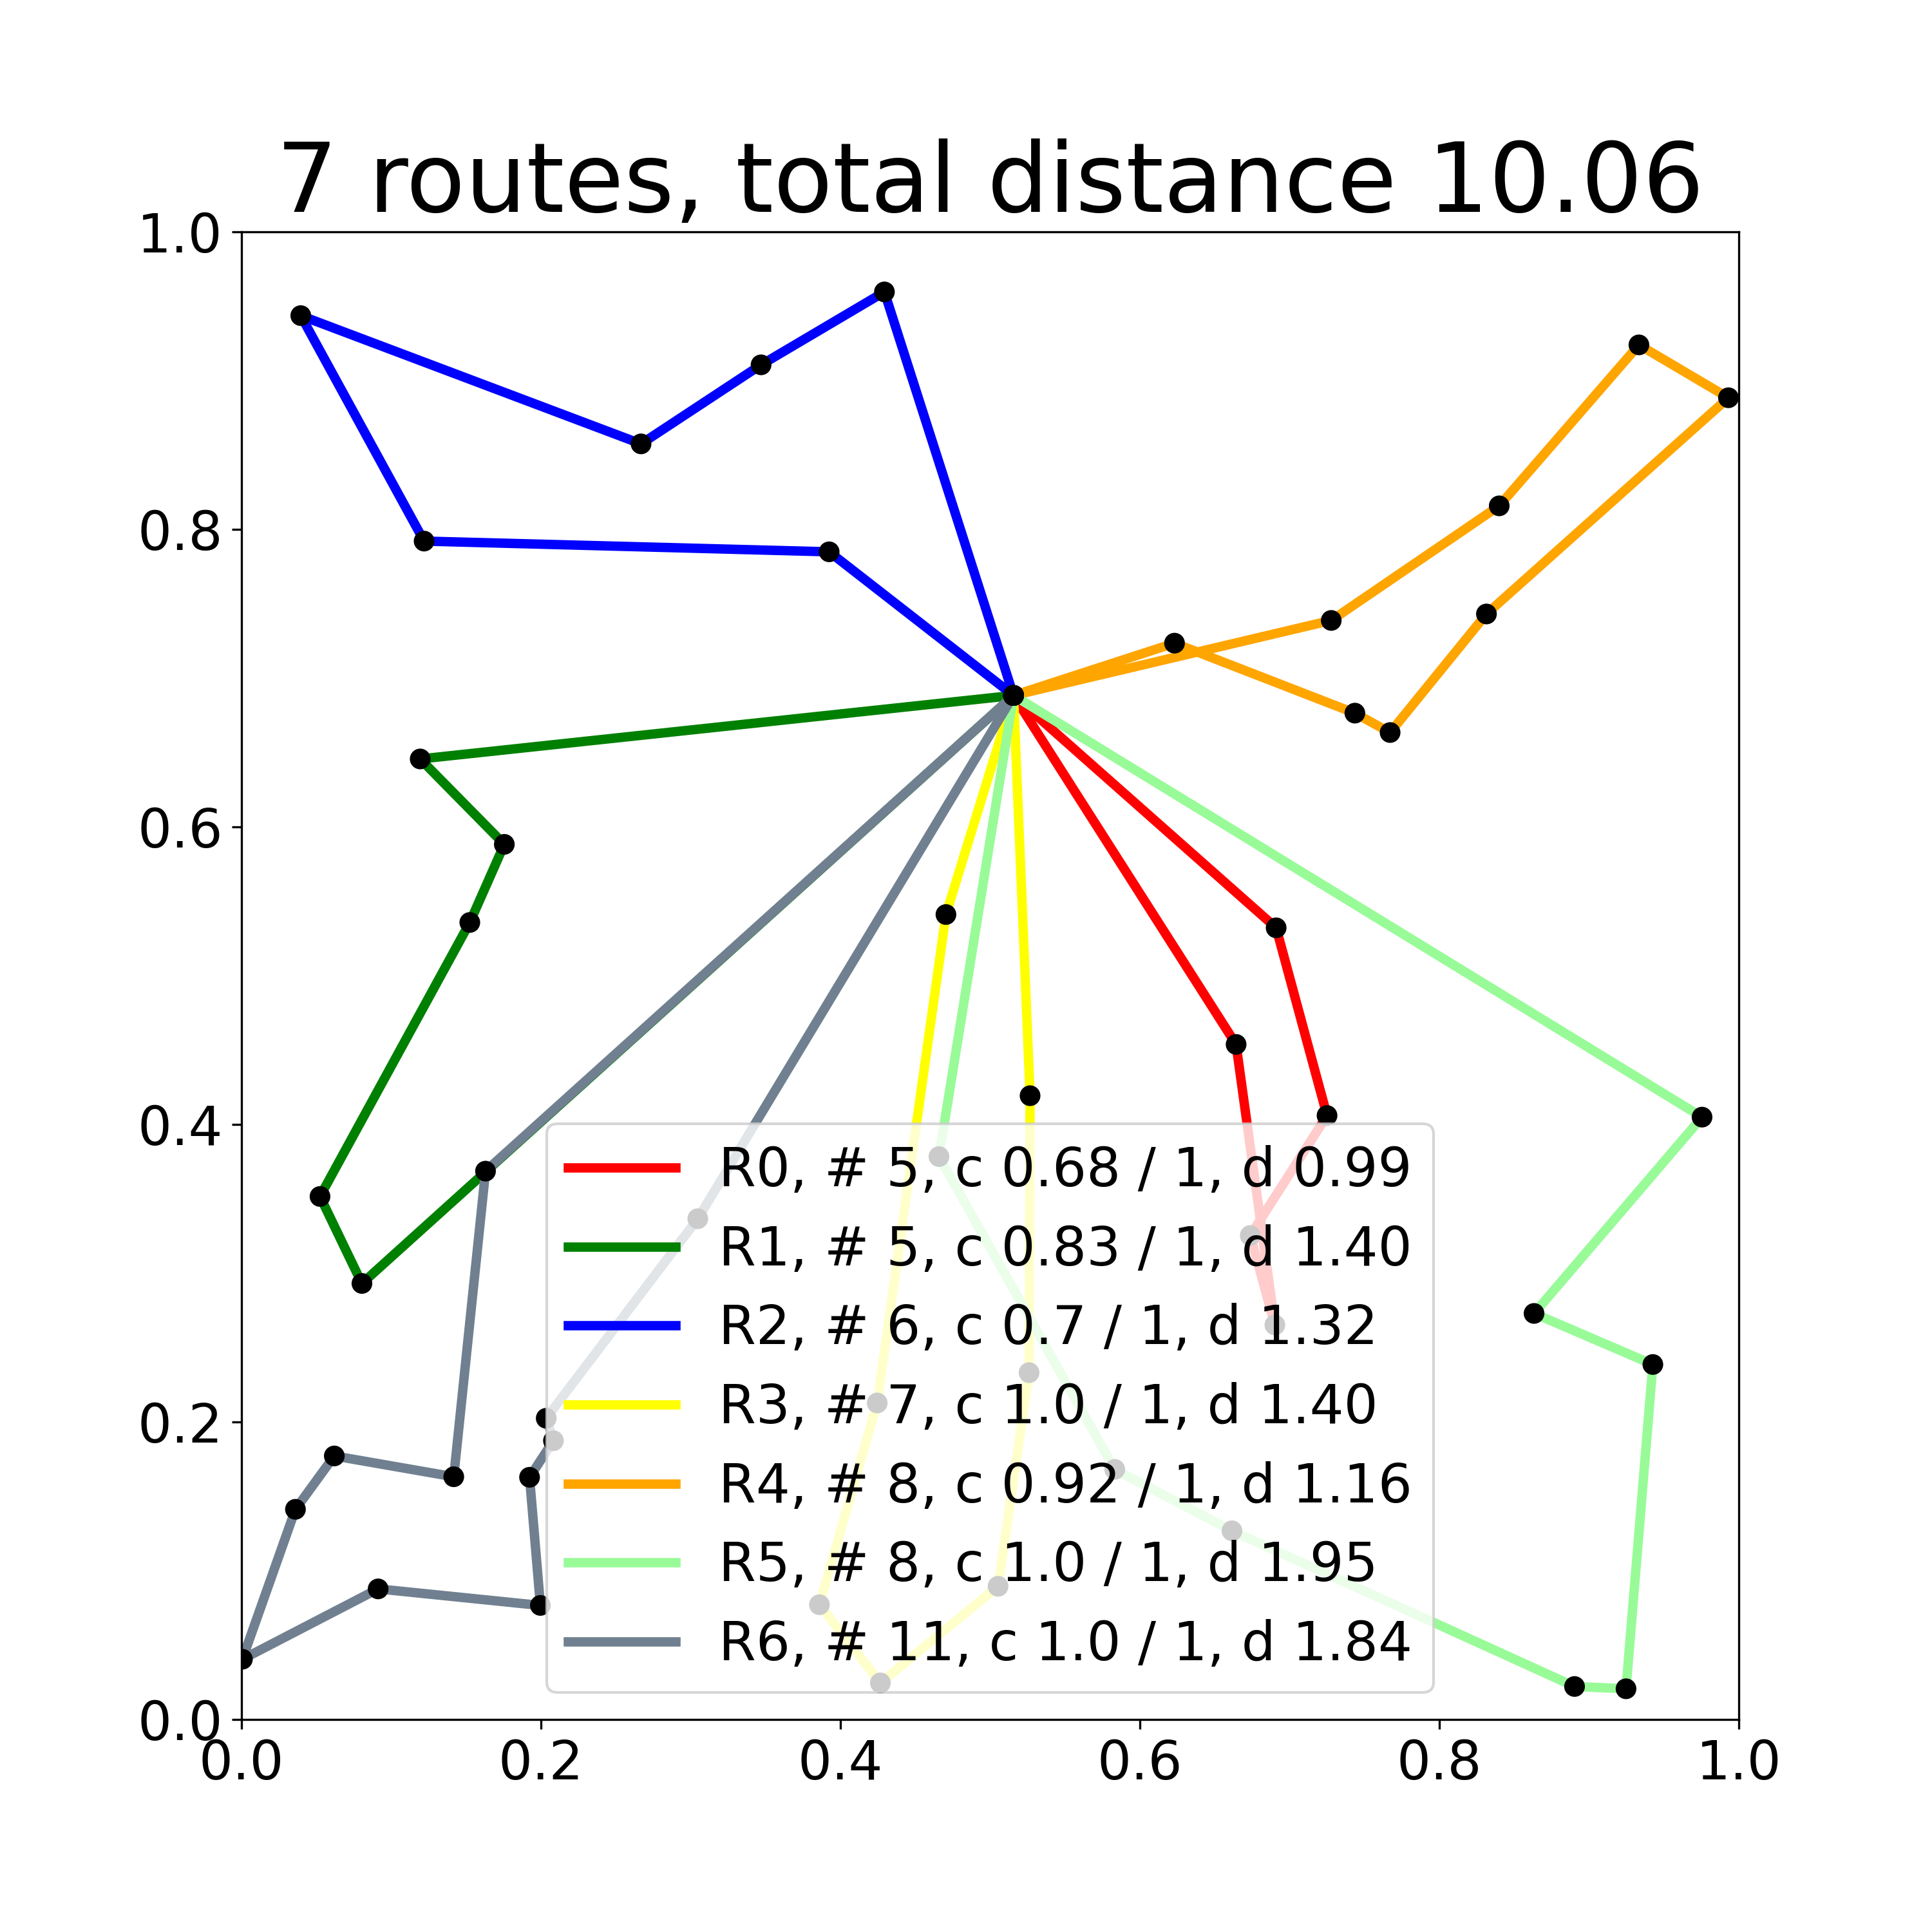 7 routes, total distance 10.06
1.0
0.8
0.6
0.4
0.2
0.0
R0, # 5, c 0.68 / 1, d 0.99
R1, # 5, c 0.83 / 1, d 1.40
R2, # 6, c 0.7 / 1, d 1.32
R3, # 7, c 1.0 / 1, d 1.40
R4, # 8, c 0.92 / 1, d 1.16
R5, # 8, c 1.0 / 1, d 1.95
R6, # 11, c 1.0 / 1, d 1.84
0.0 0.2 0.4 0.6 0.8 1.0